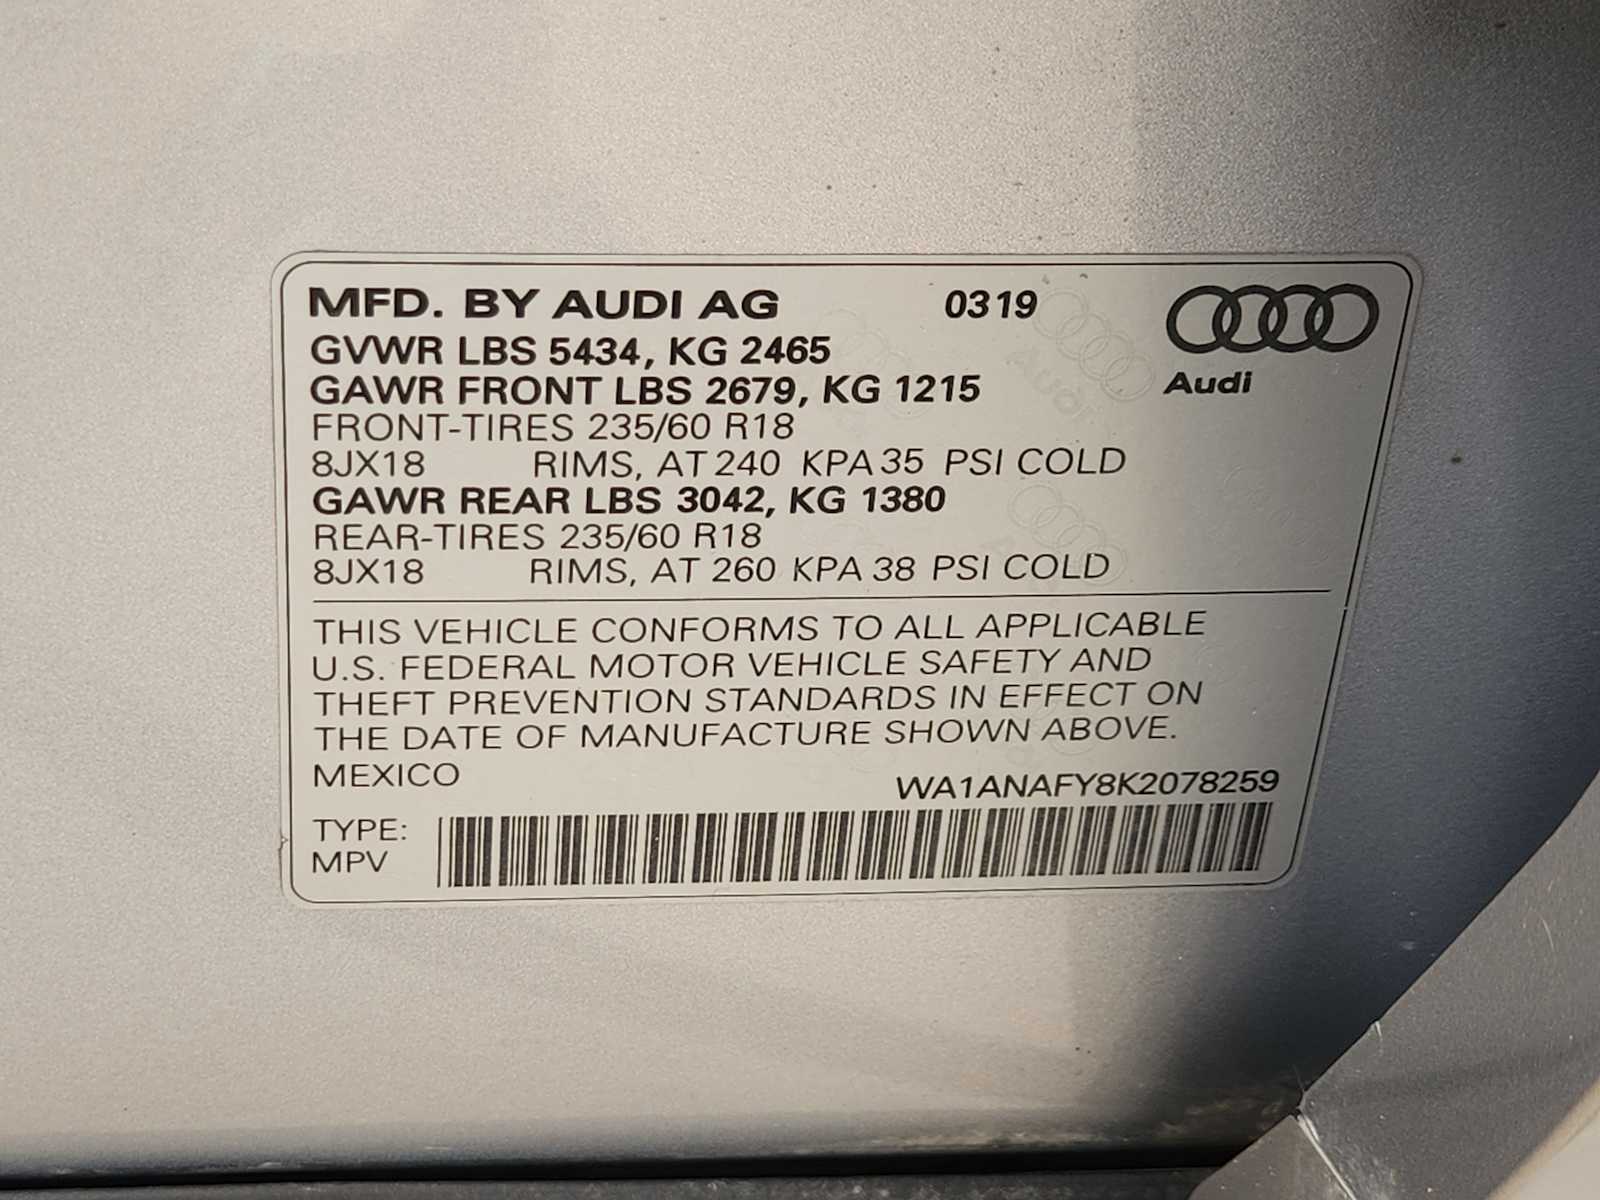 MFD. BY AUDI AG 0319
GVWR LBS 5434, KG 2465
GAWR FRONT LBS 2679, KG 1215
Audi
FRONT-TIRES 235/60 R18
8JX18 RIMS, AT 240 KPA 35 PSI COLD
GAWR REAR LBS 3042, KG 1380
REAR-TIRES 235/60 R18
8JX18 RIMS, AT 260 KPA 38 PSI COLD
THIS VEHICLE CONFORMS TO ALL APPLICABLE
U.S. FEDERAL MOTOR VEHICLE SAFETY AND
THEFT PREVENTION STANDARDS IN EFFECT ON
THE DATE OF MANUFACTURE SHOWN ABOVE.
MEXICO WA1ANAFY8K2078259
TYPE:
MPV